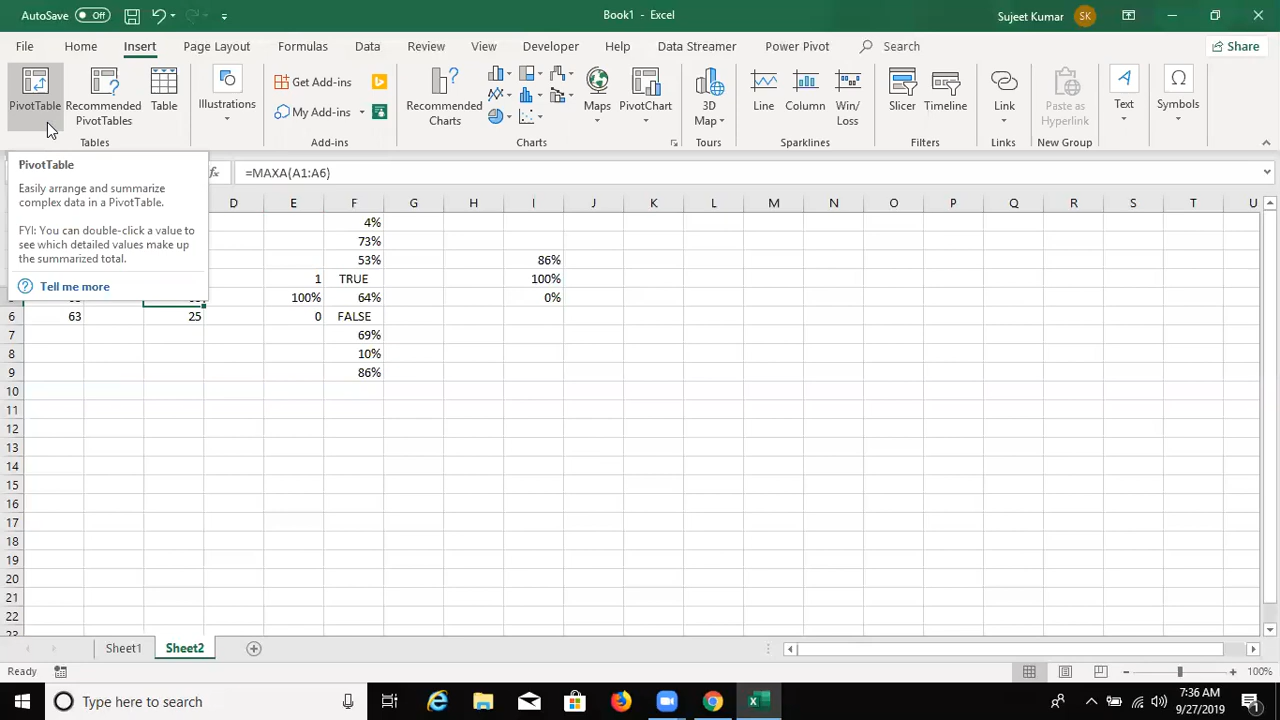 AutoSave Off
Book1 - Excel
Sujeet Kumar SK
File Home Insert Page Layout Formulas Data Review View Developer Help Data Streamer Power Pivot Search Share
PivotTable
Recommended PivotTables
Table
Tables
Illustrations
Get Add-ins
My Add-ins
Add-ins
Recommended Charts
Maps
PivotChart
Charts
3D Map
Tours
Line
Column
Win/ Loss
Sparklines
Slicer
Timeline
Filters
Link
Links
Paste as Hyperlink
New Group
Text
Symbols
PivotTable
Easily arrange and summarize
complex data in a PivotTable.
FYI: You can double-click a value to
see which detailed values make up
the summarized total.
? Tell me more
fx =MAXA(A1:A6)
D E F G H I J K L M N O P Q R S T U
4%
73%
53% 86%
1 TRUE 100%
100% 64% 0%
6 63 25 0 FALSE
7 69%
8 10%
9 86%
10
11
12
13
14
15
16
17
18
19
20
21
22
23
Sheet1 Sheet2
Ready 100%
Type here to search
7:36 AM
9/27/2019
1